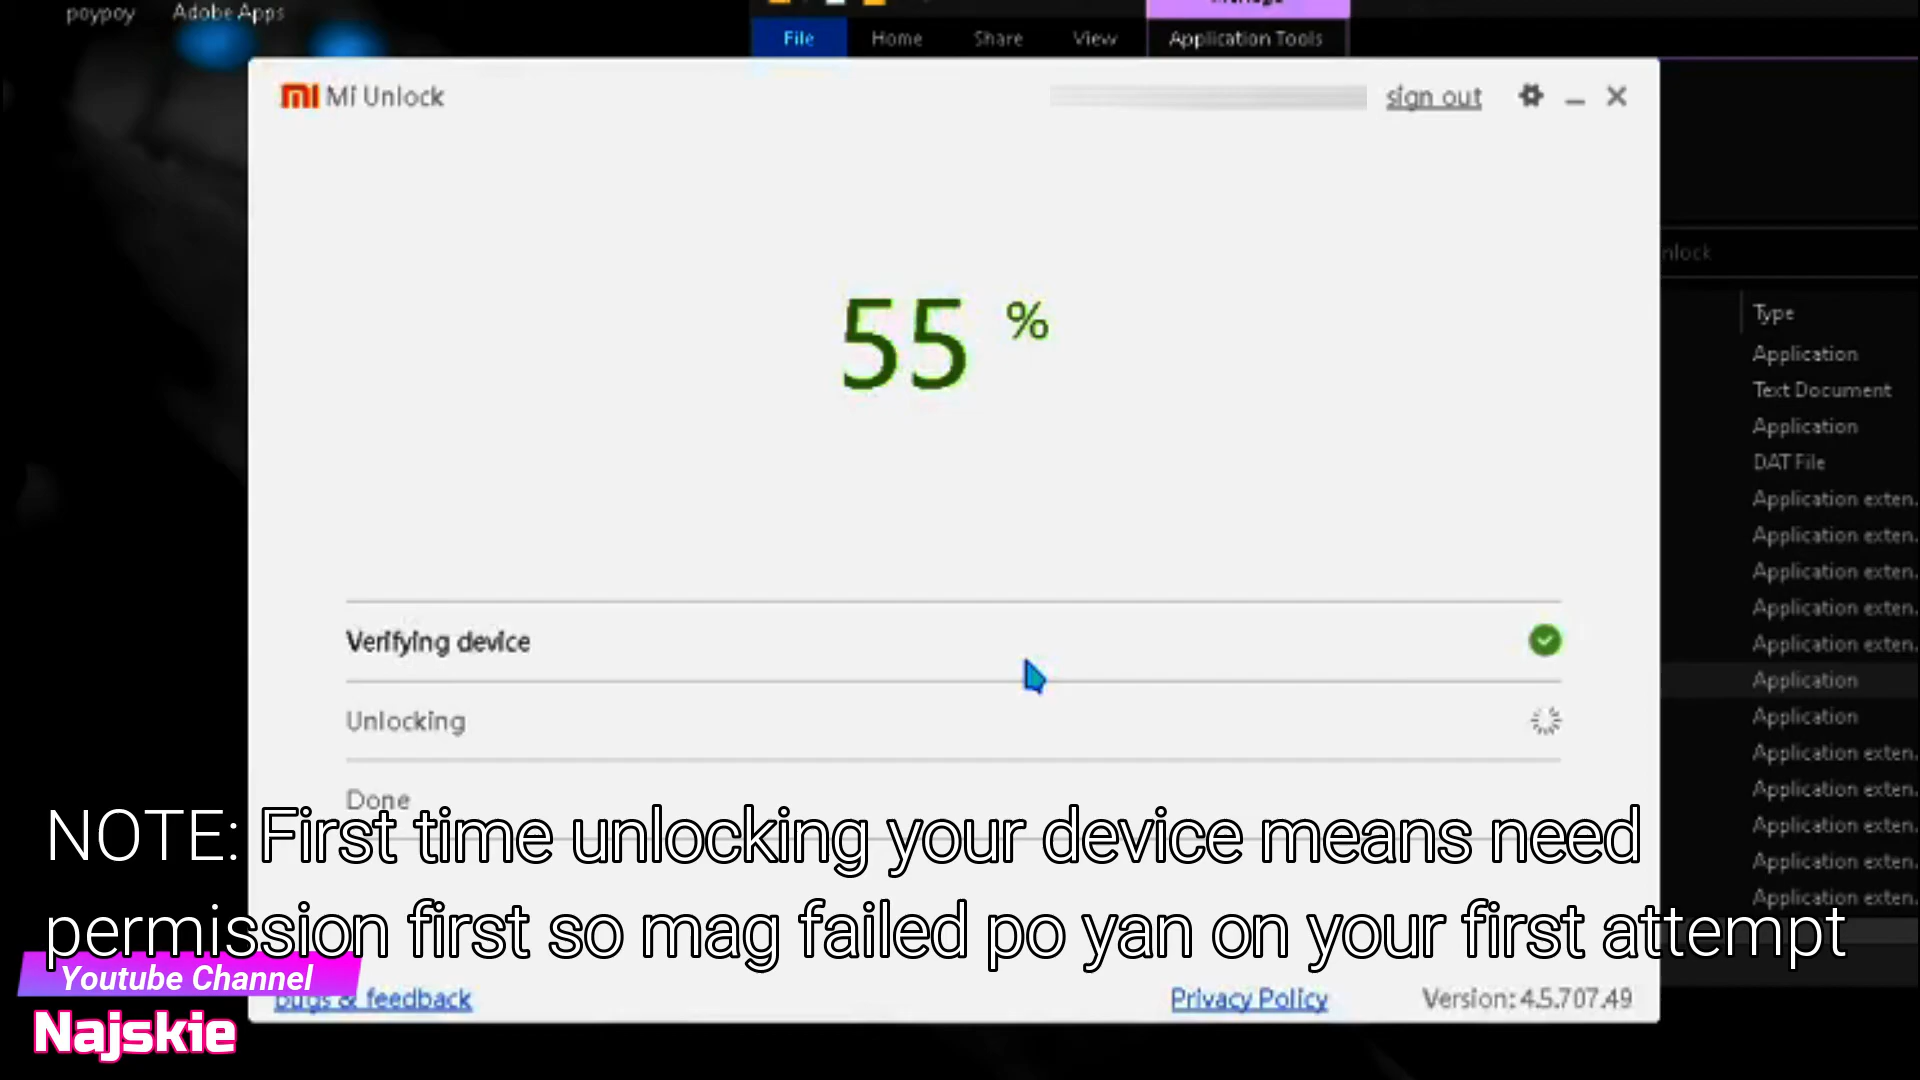 poypoy
Adobe Apps
File
Home
Share
View
Application Tools
Mi Unlock
sign out
55 %
Type
Application
Text Document
Application
DAT File
Application exten.
Application exten.
Application exten.
Application exten.
Application exten.
Application
Application
Application exten.
Application exten.
Application exten.
Application exten.
Application exten.
Verifying device
Unlocking
Done
NOTE: First time unlocking your device means need
permission first so mag failed po yan on your first attempt
Youtube Channel
Najskie
bugs & feedback
Privacy Policy
Version: 4.5.707.49